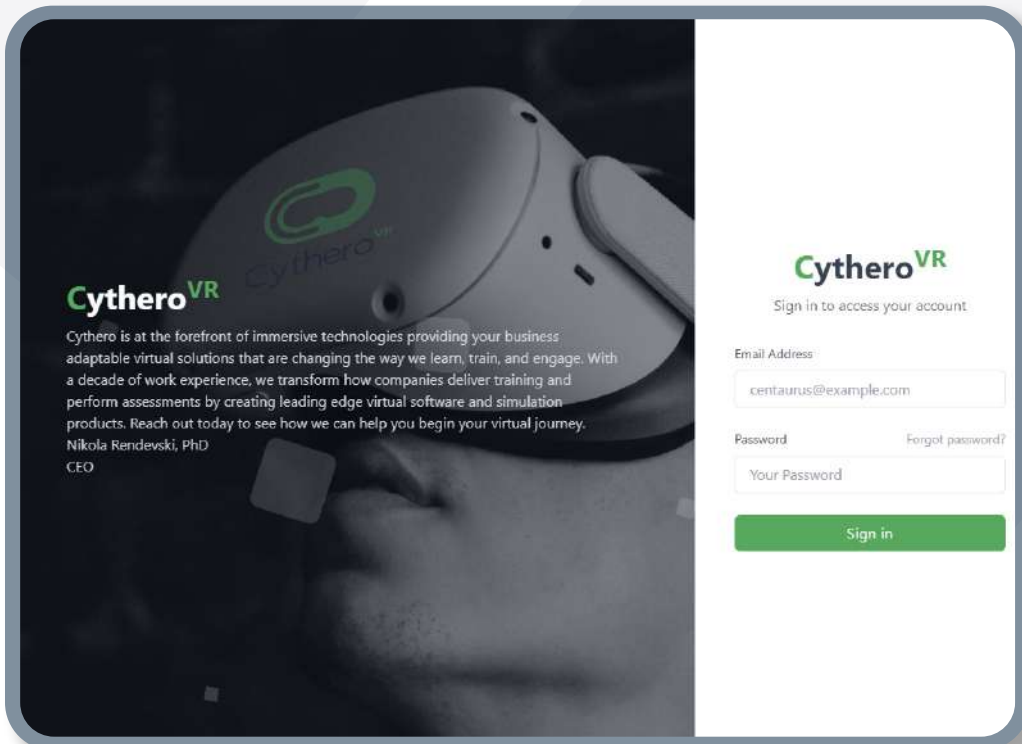 Cythero VR
CytheroVR
Cythero is at the forefront of immersive technologies providing your business
adaptable virtual solutions that are changing the way we learn, train, and engage. With
a decade of work experience, we transform how companies deliver training and
perform assessments by creating leading edge virtual software and simulation
products. Reach out today to see how we can help you begin your virtual journey.
Nikola Rendevski, PhD
CEO
CytheroVR
Sign in to access your account
Email Address
centaurus@example.com
Password Forgot password?
Your Password
Sign in